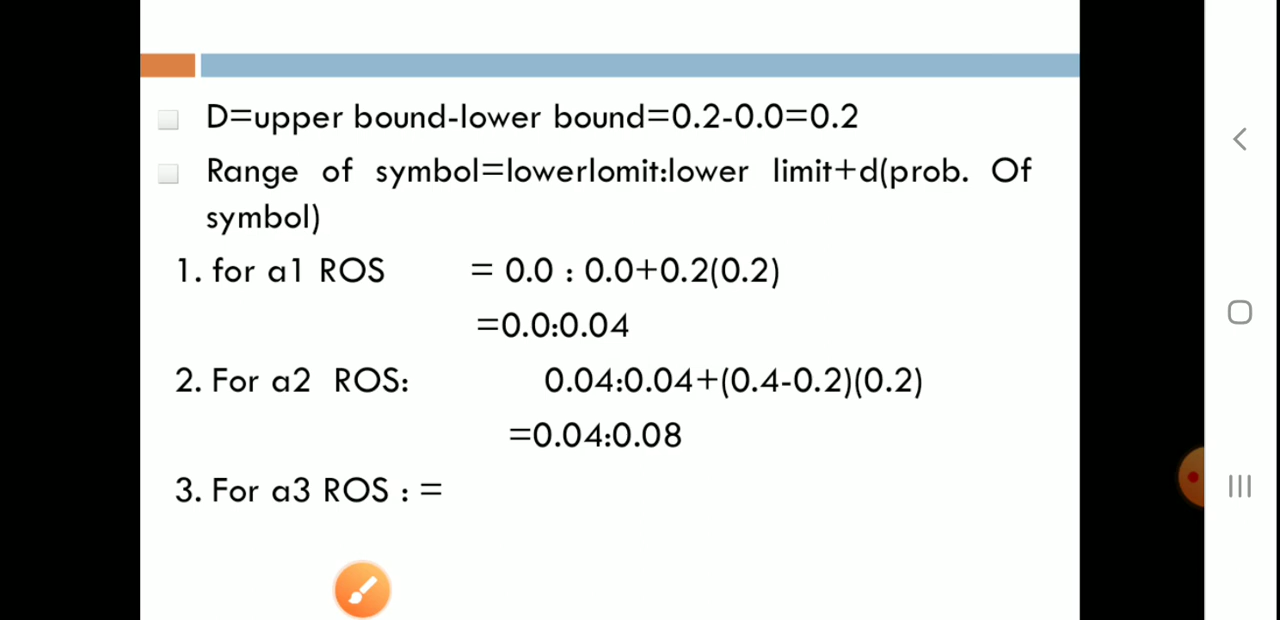 D=upper bound-lower bound=0.2-0.0=0.2
Range of symbol=lowerlomit:lower limit+d(prob. Of
symbol)
1. for a1 ROS = 0.0 : 0.0+0.2(0.2)
=0.0:0.04
2. For a2 ROS: 0.04:0.04+(0.4-0.2)(0.2)
=0.04:0.08
3. For a3 ROS : =